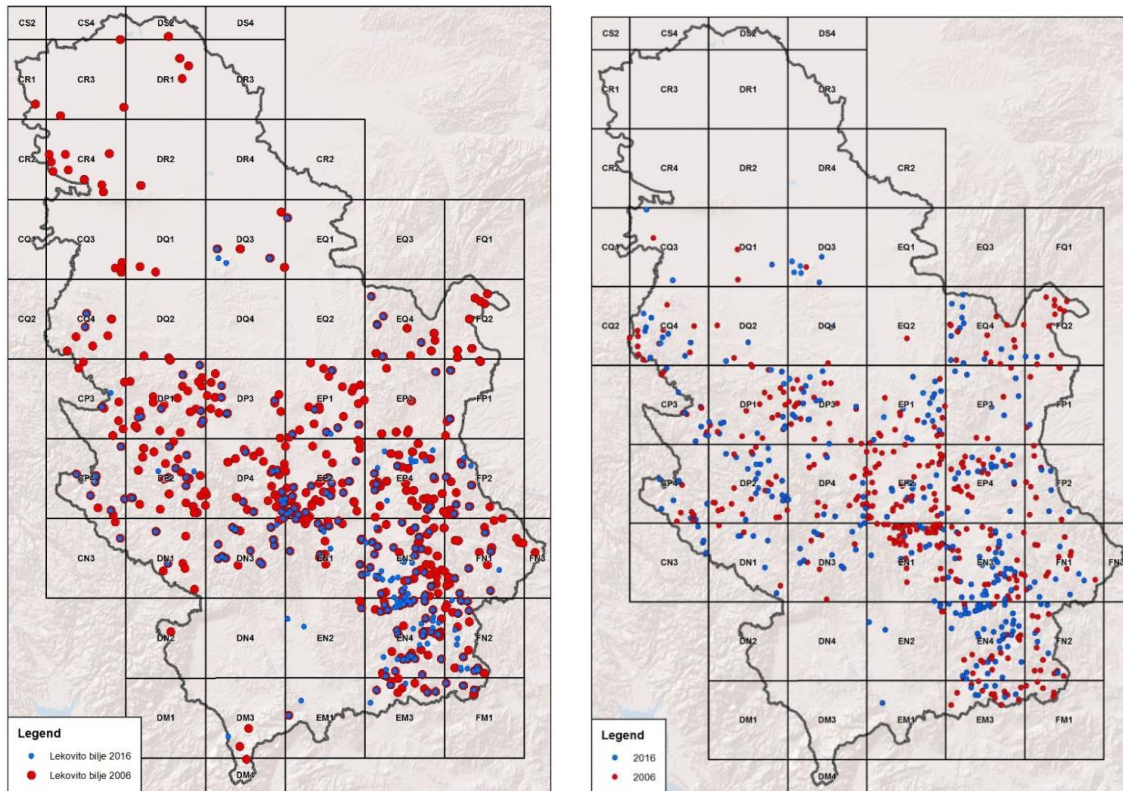 CS2 CS4 DS2 DS4
CR1 CR3 DR1 DR3
CR2 CR4 DR2 DR4 CR2
CQ1 CQ3 DQ1 DQ3 EQ1 EQ3 FQ1
CQ2 CQ4 DQ2 DQ4 EQ2 EQ4 FQ2
CP3 DP1 DP3 EP1 EP3 FP1
CP4 DP2 DP4 EP2 EP4 FP2
CN3 DN1 DN3 EN1 EN3 FN1 FN3
DN2 DN4 EN2 EN4 FN2
DM1 DM3 EM1 EM3 FM1
DM4
Legend
Lekovito bilje 2016
Lekovito bilje 2006
CS2 CS4 DS2 DS4
CR1 CR3 DR1 DR3
CR2 CR4 DR2 DR4 CR2
CQ1 CQ3 DQ1 DQ3 EQ1 EQ3 FQ1
CQ2 CQ4 DQ2 DQ4 EQ2 EQ4 FQ2
CP3 DP1 DP3 EP1 EP3 FP1
CP4 DP2 DP4 EP2 EP4 FP2
CN3 DN1 DN3 EN1 EN3 FN1 FN3
DN2 DN4 EN2 EN4 FN2
DM1 DM3 EM1 EM3 FM1
DM4
Legend
2016
2006